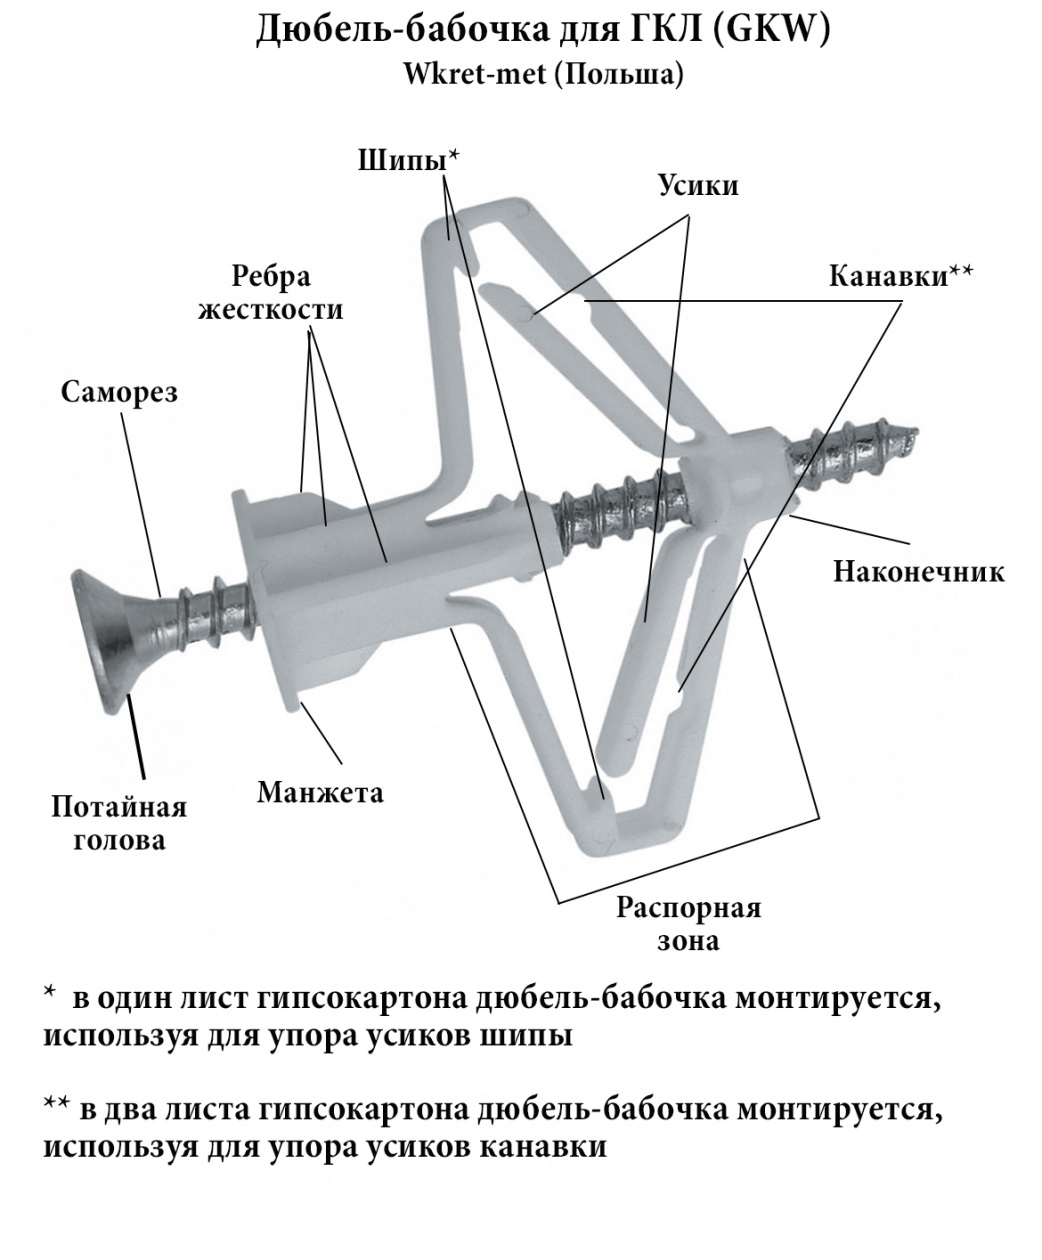 Дюбель-бабочка для ГКЛ (GKW)
Wkret-met (Польша)
Шипы*
Усики
Канавки**
Ребра
жесткости
Саморез
Наконечник
Манжета
Потайная
голова
Распорная
зона
* в один лист гипсокартона дюбель-бабочка монтируется,
используя для упора усиков шипы
** в два листа гипсокартона дюбель-бабочка монтируется,
используя для упора усиков канавки